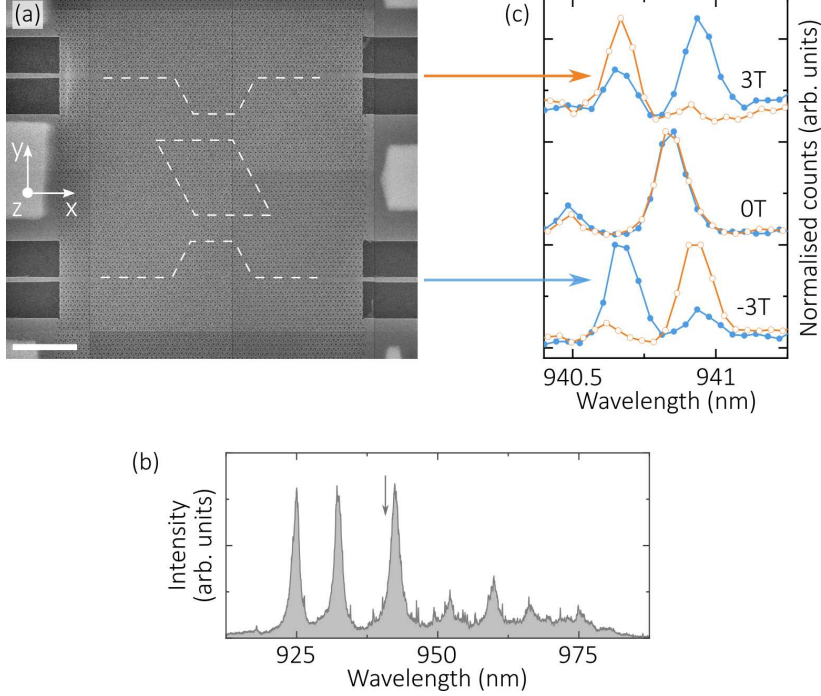 (a)
y
z
x
(c)
3T
0T
-3T
Normalised counts (arb. units)
940.5
941
Wavelength (nm)
(b)
Intensity
(arb. units)
925
950
975
Wavelength (nm)